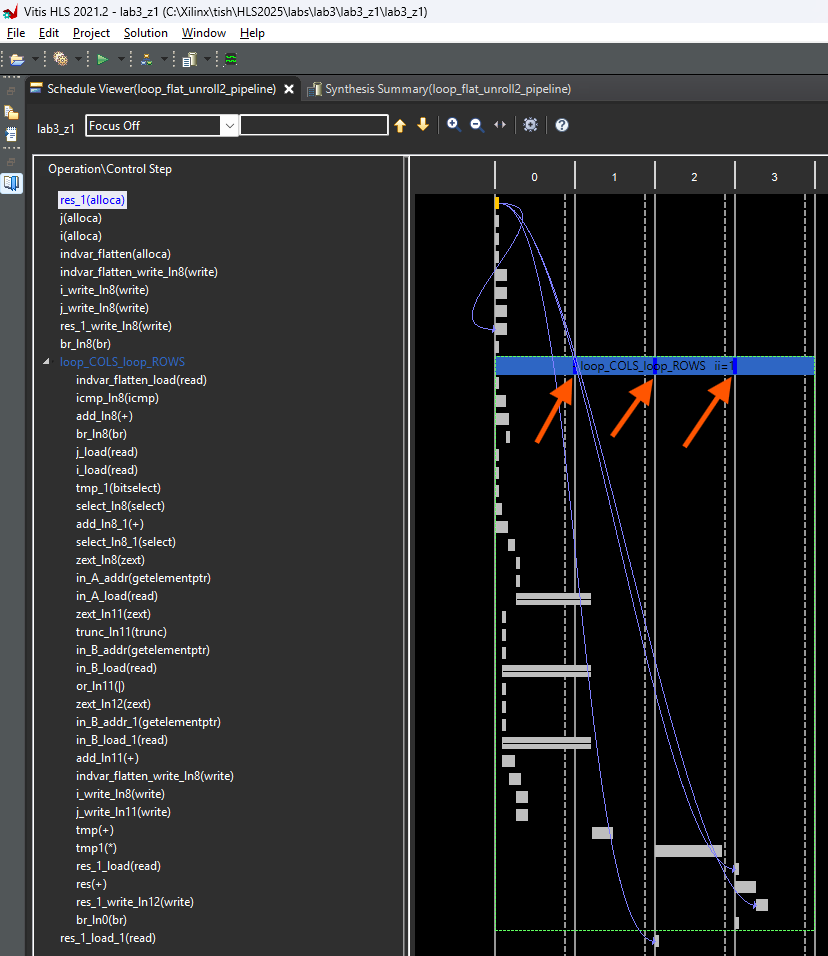 Vitis HLS 2021.2 - lab3_z1 (C:\Xilinx\tish\HLS2025\labs\lab3\lab3_z1\lab3_z1)
File Edit Project Solution Window Help
Schedule Viewer(loop_flat_unroll2_pipeline) Synthesis Summary(loop_flat_unroll2_pipeline)
lab3_z1 Focus Off
Operation\Control Step 0 1 2 3
res_1(alloca)
j(alloca)
i(alloca)
indvar_flatten(alloca)
indvar_flatten_write_ln8(write)
i_write_ln8(write)
j_write_ln8(write)
res_1_write_ln8(write)
br_ln8(br)
loop_COLS_loop_ROWS loop_COLS_loop_ROWS ii=1
indvar_flatten_load(read)
icmp_ln8(icmp)
add_ln8(+)
br_ln8(br)
j_load(read)
i_load(read)
tmp_1(bitselect)
select_ln8(select)
add_ln8_1(+)
select_ln8_1(select)
zext_ln8(zext)
in_A_addr(getelementptr)
in_A_load(read)
zext_ln11(zext)
trunc_ln11(trunc)
in_B_addr(getelementptr)
in_B_load(read)
or_ln11(|)
zext_ln12(zext)
in_B_addr_1(getelementptr)
in_B_load_1(read)
add_ln11(+)
indvar_flatten_write_ln8(write)
i_write_ln8(write)
j_write_ln11(write)
tmp(+)
tmp1(*)
res_1_load(read)
res(+)
res_1_write_ln12(write)
br_ln0(br)
res_1_load_1(read)